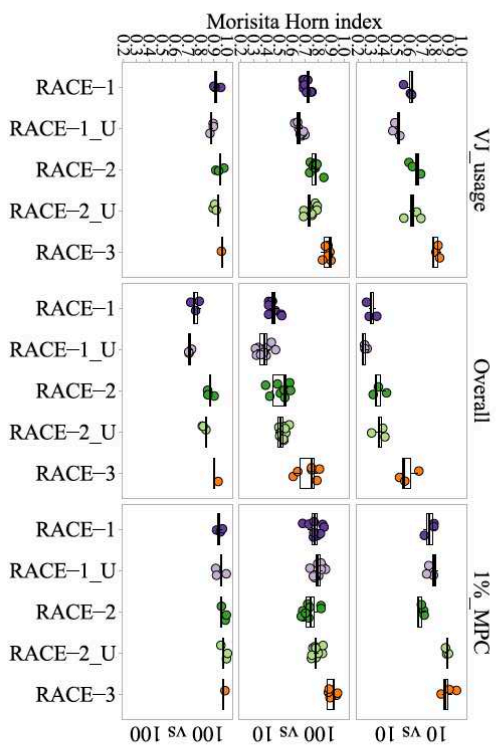 Morisita Horn index
0.2 0.4 0.6 0.8 1.0
0.2 0.4 0.6 0.8 1.0
0.2 0.4 0.6 0.8 1.0
VJ_usage
RACE-1
RACE-1_U
RACE-2
RACE-2_U
RACE-3
Overall
RACE-1
RACE-1_U
RACE-2
RACE-2_U
RACE-3
1%_MPC
RACE-1
RACE-1_U
RACE-2
RACE-2_U
RACE-3
100 vs 100
100 vs 10
10 vs 10